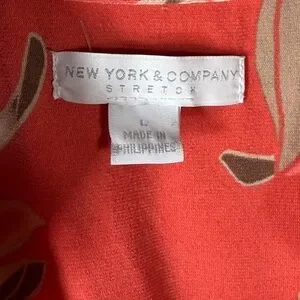 NEW YORK & COMPANY
STRETCH
L
MADE IN
PHILIPPINES